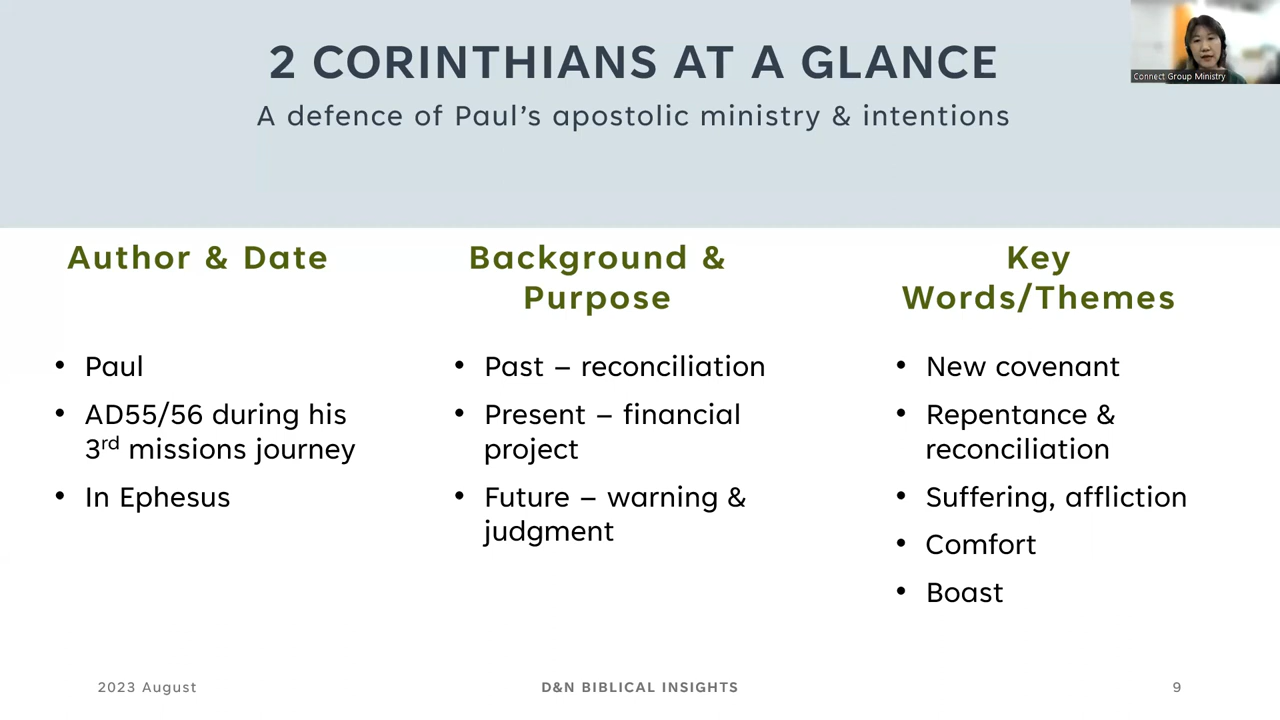 2 CORINTHIANS AT A GLANCE
A defence of Paul's apostolic ministry & intentions
Connect Group Ministry
Author & Date
• Paul
• AD55/56 during his
3rd missions journey
• In Ephesus
Background &
Purpose
• Past – reconciliation
• Present – financial
project
• Future – warning &
judgment
Key
Words/Themes
• New covenant
• Repentance &
reconciliation
• Suffering, affliction
• Comfort
• Boast
2023 August
D&N BIBLICAL INSIGHTS
9